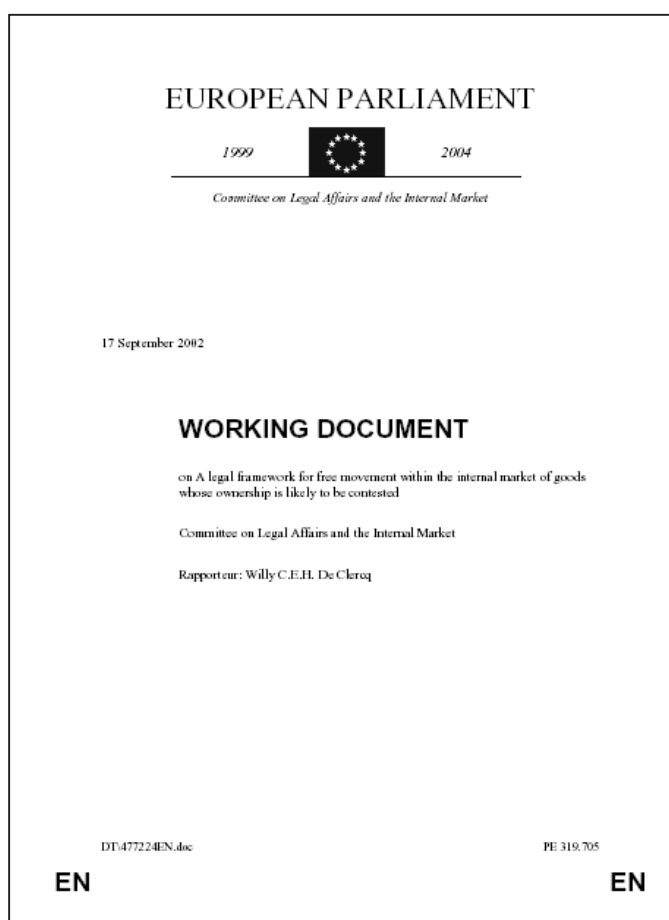 EUROPEAN PARLIAMENT
1999 2004
Committee on Legal Affairs and the Internal Market
17 September 2002
WORKING DOCUMENT
on A legal framework for free movement within the internal market of goods
whose ownership is likely to be contested
Committee on Legal Affairs and the Internal Market
Rapporteur: Willy C.E.H. De Clercq
DT\477224EN.doc PE 319.705
EN EN